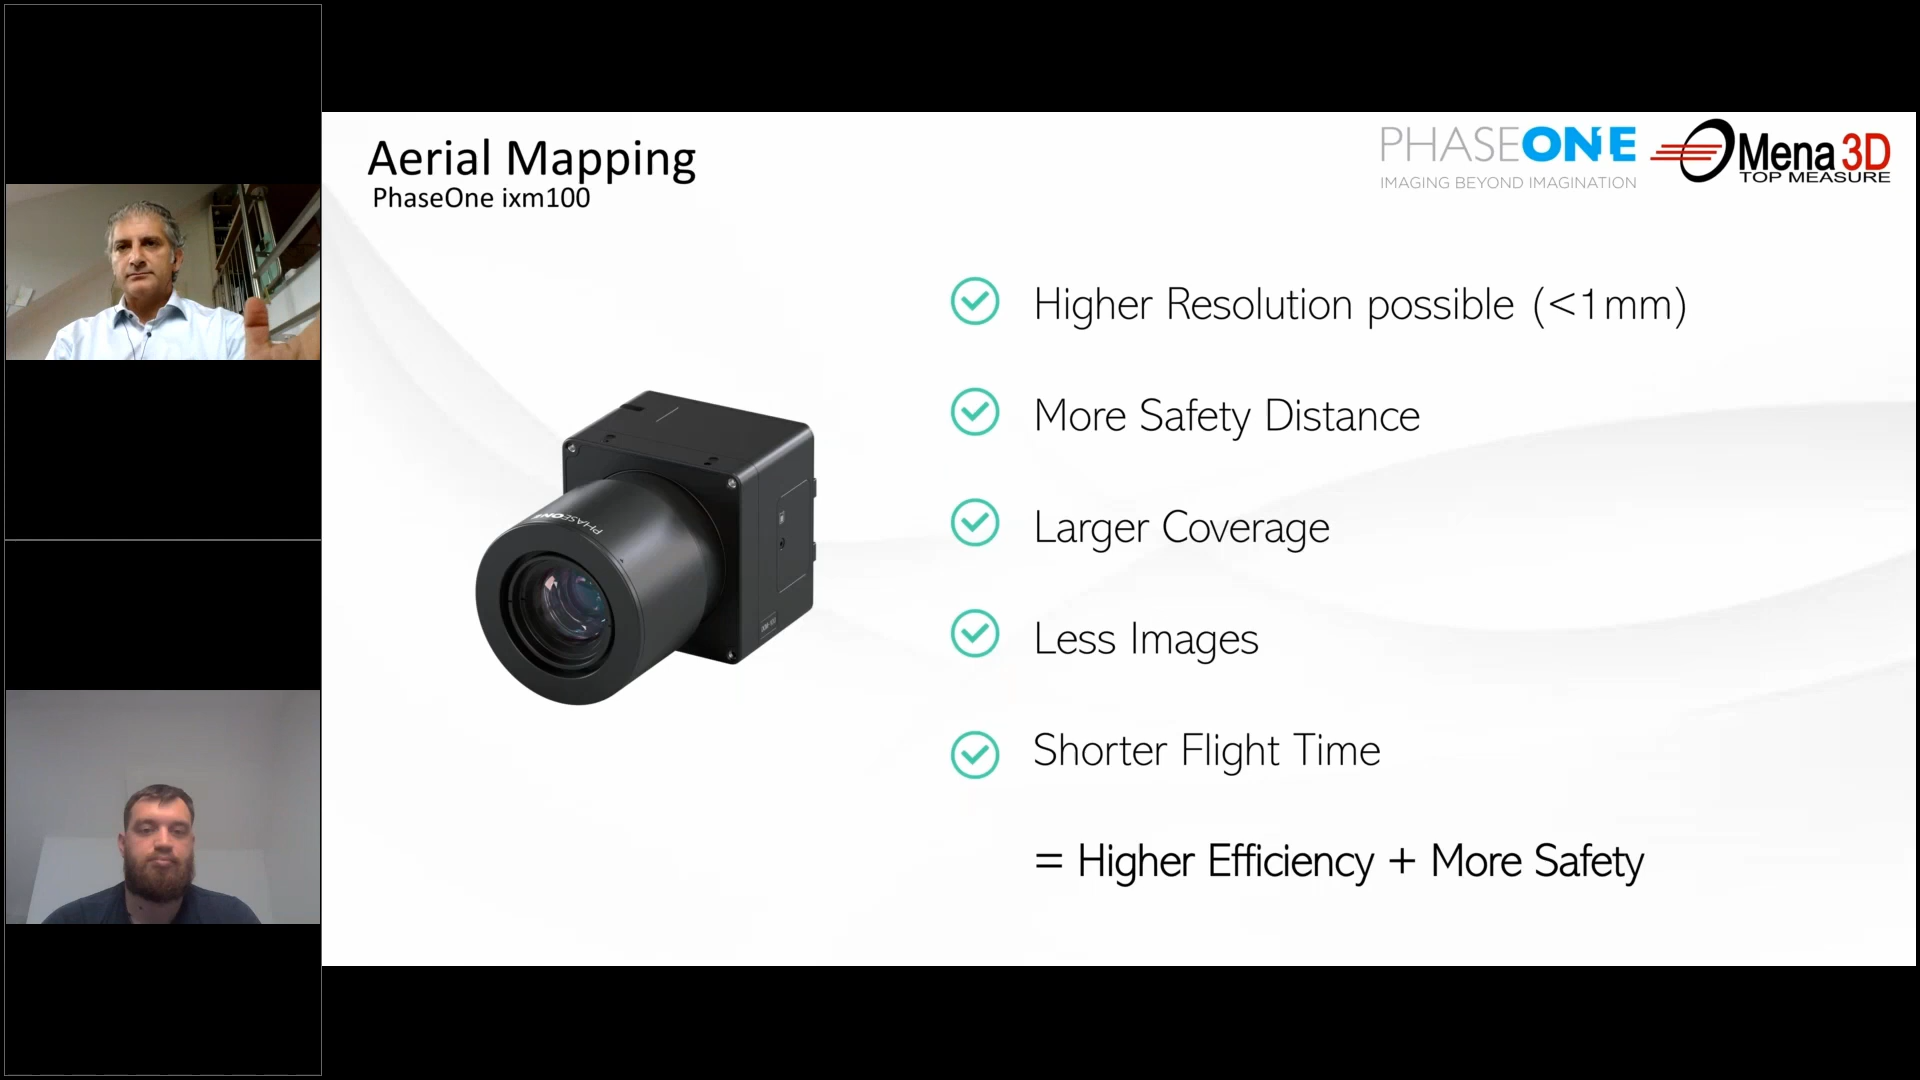 Aerial Mapping
PhaseOne ixm100
PHASEONE
IMAGING BEYOND IMAGINATION
Mena3D
TOP MEASURE
Higher Resolution possible (<1mm)
More Safety Distance
Larger Coverage
Less Images
Shorter Flight Time
= Higher Efficiency + More Safety
PHASEONE